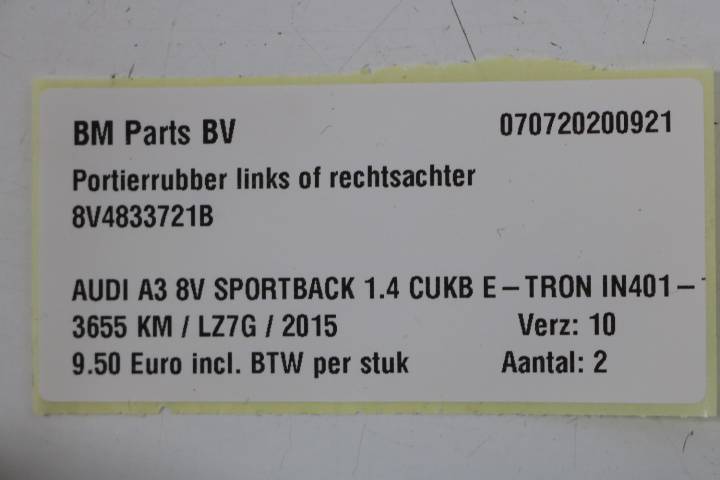 BM Parts BV 070720200921
Portierrubber links of rechtsachter
8V4833721B
AUDI A3 8V SPORTBACK 1.4 CUKB E – TRON IN401 –
3655 KM / LZ7G / 2015 Verz: 10
9.50 Euro incl. BTW per stuk Aantal: 2